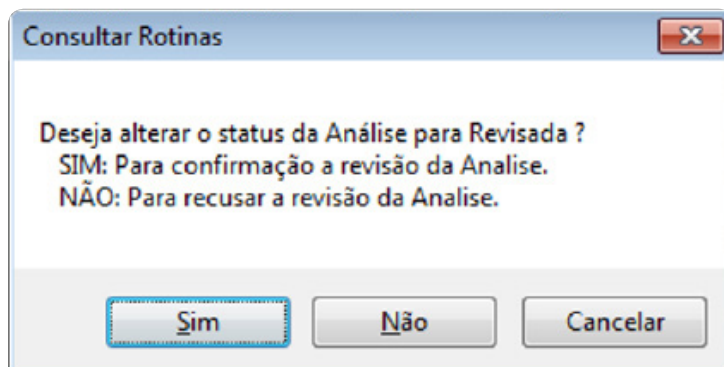 Consultar Rotinas
Deseja alterar o status da Análise para Revisada ?
SIM: Para confirmação a revisão da Analise.
NÃO: Para recusar a revisão da Analise.
Sim Não Cancelar